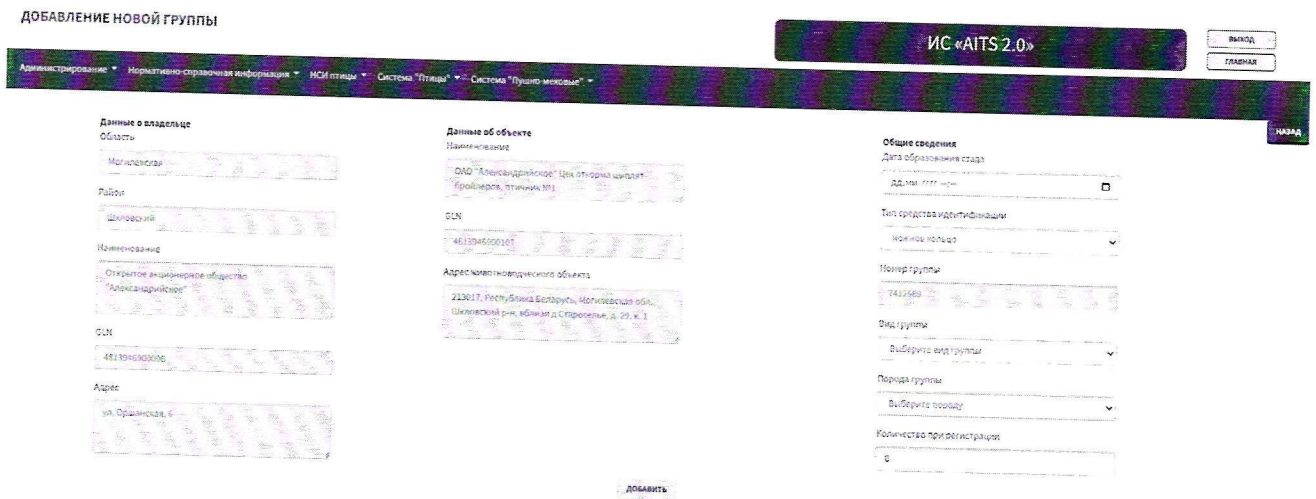 ДОБАВЛЕНИЕ НОВОЙ ГРУППЫ
ИС «AITS 2.0»
ВЫХОД
ГЛАВНАЯ
Администрирование
Нормативно-справочная информация
НСИ птицы
Система "Птицы"
Система "Пушно-меховые"
НАЗАД
Данные о владельце
Область
Могилевская
Район
Шкловский
Наименование
Открытое акционерное общество
"Александрийское"
GLN
4813946900006
Адрес
ул. Оршанская, 6
Данные об объекте
Наименование
ОАО "Александрийское" Цех откорма цыплят-
бройлеров, птичник №1
GLN
Адрес животноводческого объекта
213017, Республика Беларусь, Могилевская обл.,
Шкловский р-н, вблизи д Староселье, д. 29, к. 1
Общие сведения
Дата образования стада
дд.мм.гггг --:--
Тип средства идентификации
ножное кольцо
Номер группы
Вид группы
Выберите вид группы
Порода группы
Выберите породу
Количество при регистрации
ДОБАВИТЬ